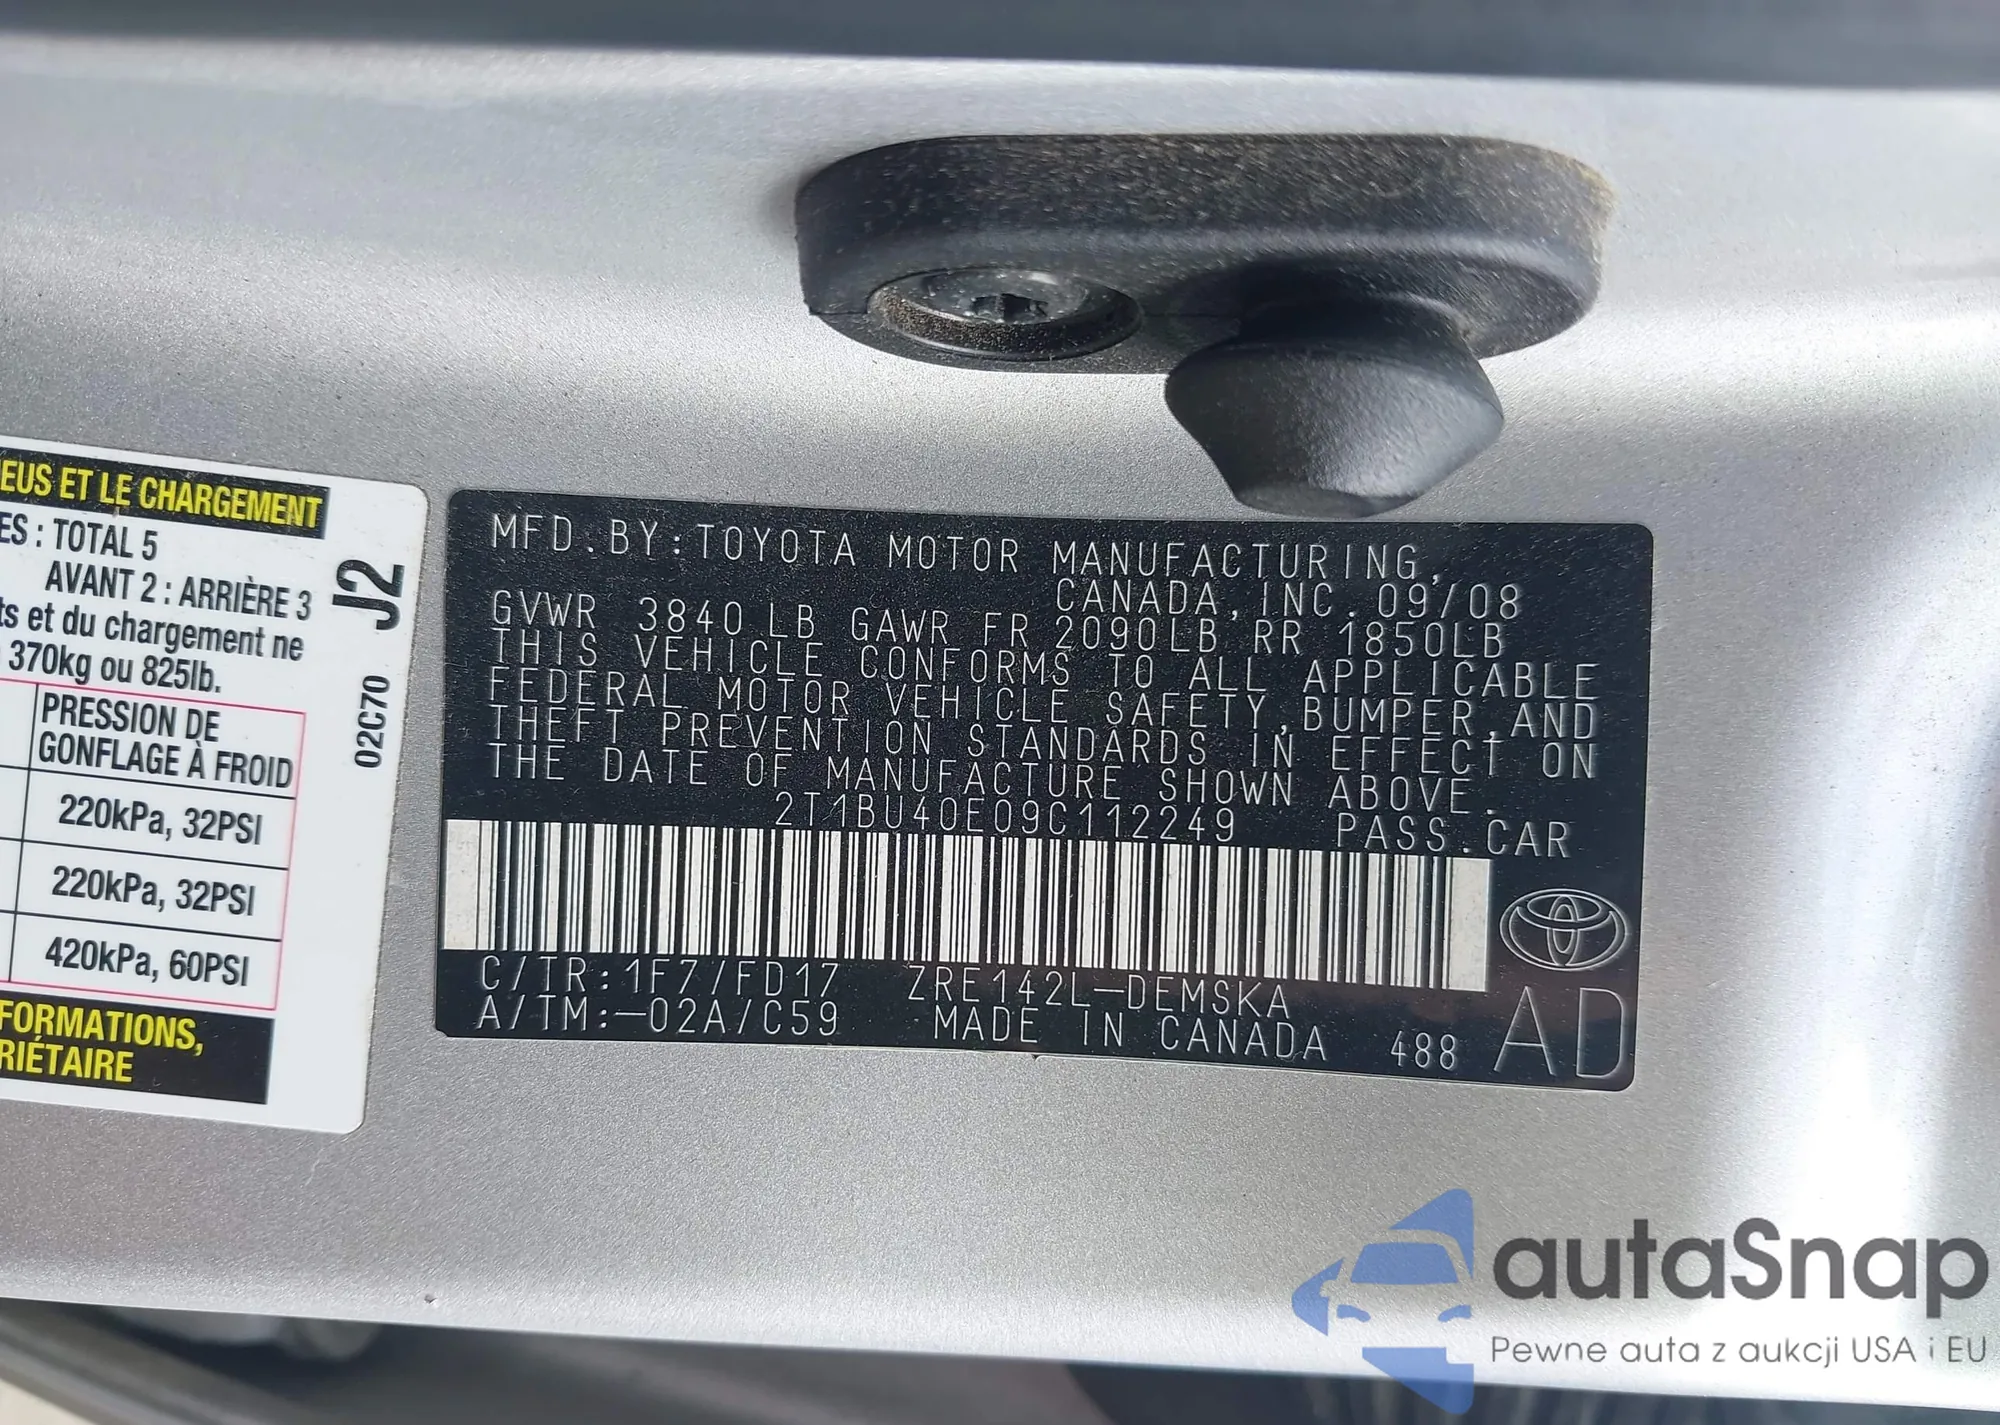 EUS ET LE CHARGEMENT
ES : TOTAL 5
AVANT 2 : ARRIÈRE 3
ts et du chargement ne
370kg ou 825lb.
PRESSION DE
GONFLAGE À FROID
220kPa, 32PSI
220kPa, 32PSI
420kPa, 60PSI
FORMATIONS,
RIÉTAIRE
J2
02C70
MFD. BY: TOYOTA MOTOR MANUFACTURING,
CANADA, INC. 09/08
GVWR 3840 LB GAWR FR 2090LB RR 1850LB
THIS VEHICLE CONFORMS TO ALL APPLICABLE
FEDERAL MOTOR VEHICLE SAFETY, BUMPER, AND
THEFT PREVENTION STANDARDS IN EFFECT ON
THE DATE OF MANUFACTURE SHOWN ABOVE.
2T1BU40E09C112249 PASS. CAR
C/TR: 1F7/FD17 ZRE142L-DEMSKA
A/TM: -02A/C59 MADE IN CANADA 488 AD
autaSnap
Pewne auta z aukcji USA i EU